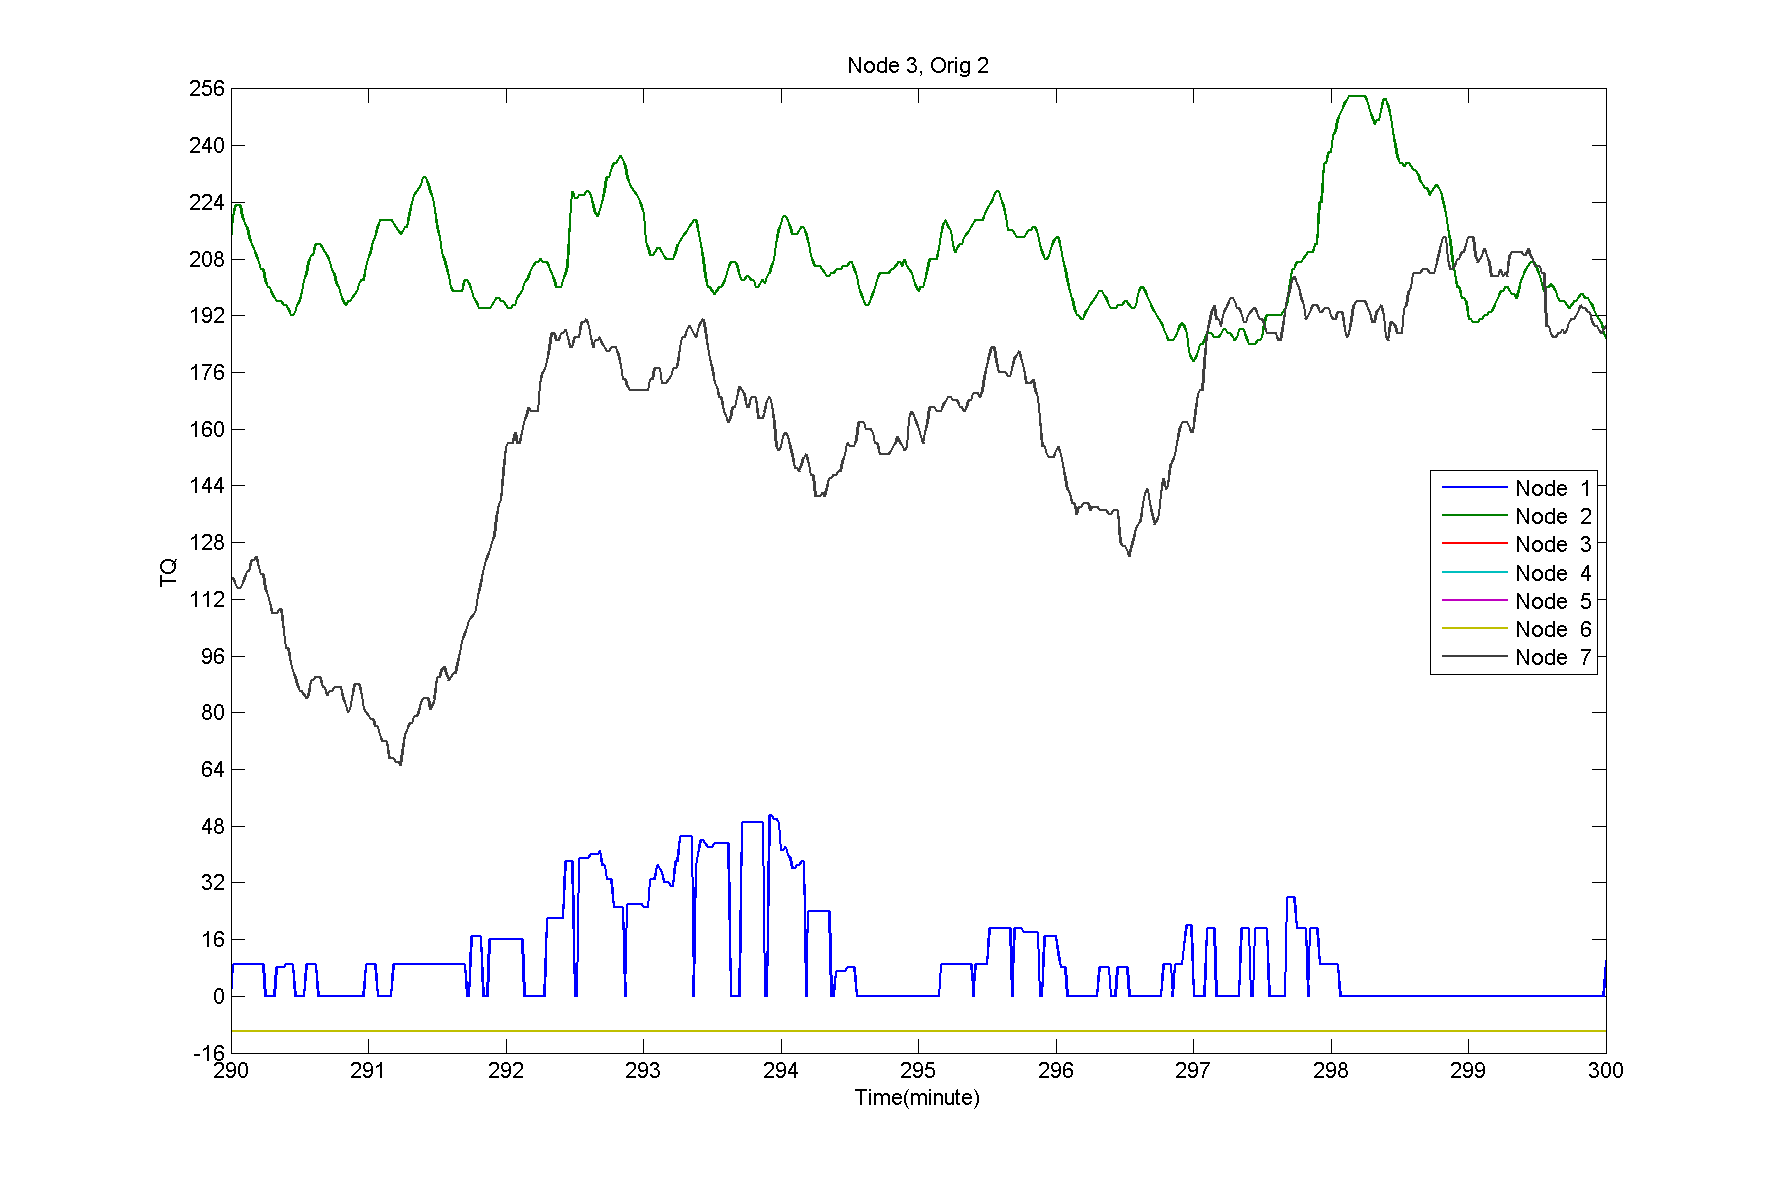 Node 3, Orig 2
256
240
224
208
192
176
160
144
128
112
96
80
64
48
32
16
0
-16
TQ
290 291 292 293 294 295 296 297 298 299 300
Time(minute)
Node 1
Node 2
Node 3
Node 4
Node 5
Node 6
Node 7